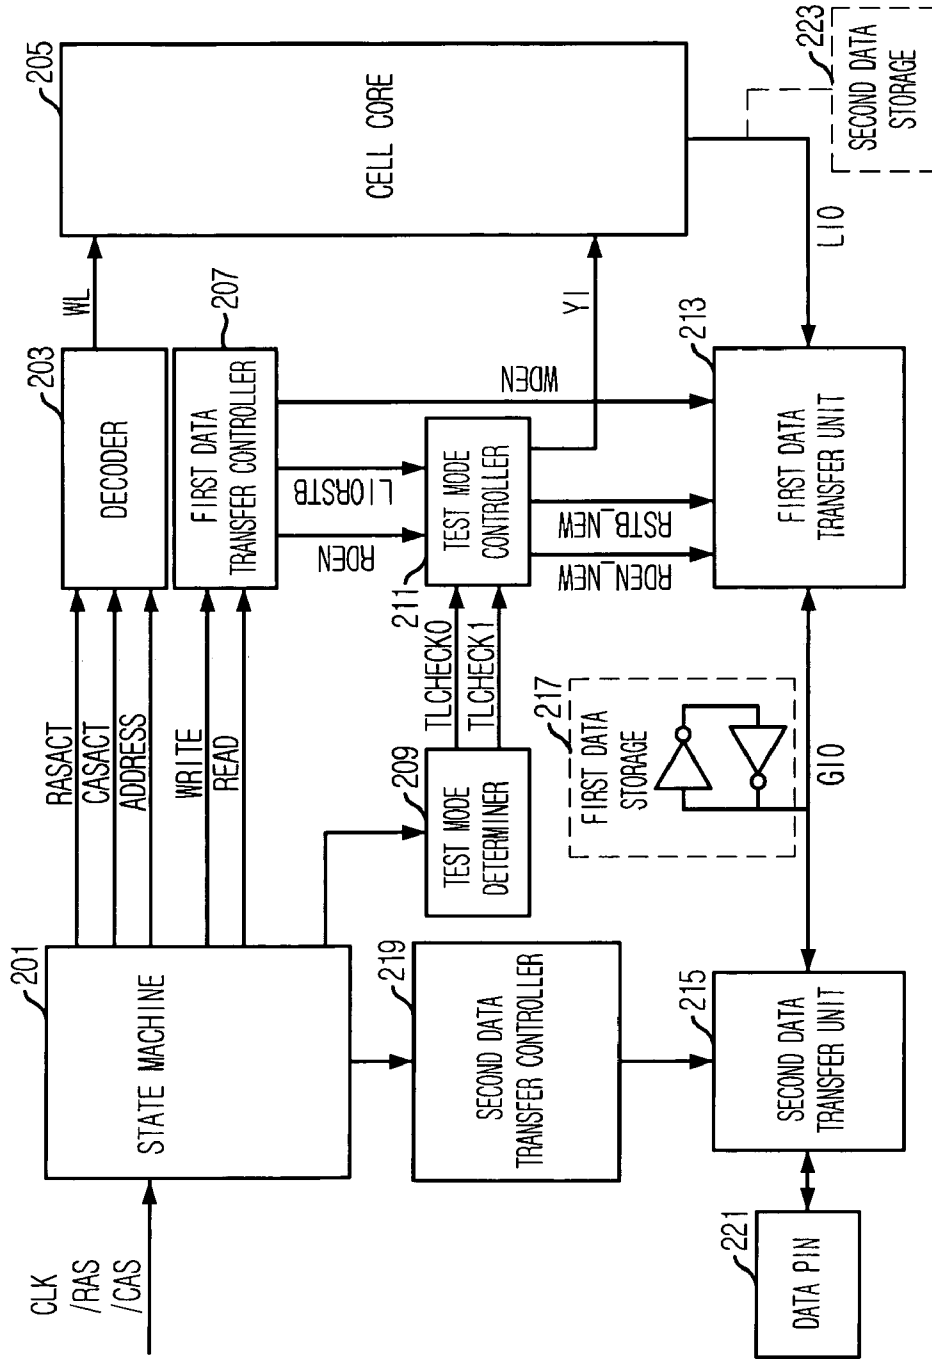 CLK
/RAS
/CAS
201
STATE MACHINE
RASACT
CASACT
ADDRESS
WRITE
READ
203
DECODER
WL
205
CELL CORE
207
FIRST DATA
TRANSFER CONTROLLER
RDEN
LIORSTB
WDEN
209
TEST MODE
DETERMINER
TLCHECK0
TLCHECK1
211
TEST MODE
CONTROLLER
YI
RDEN_NEW
RSTB_NEW
219
SECOND DATA
TRANSFER CONTROLLER
217
FIRST DATA
STORAGE
213
FIRST DATA
TRANSFER UNIT
LIO
223
SECOND DATA
STORAGE
221
DATA PIN
215
SECOND DATA
TRANSFER UNIT
GIO